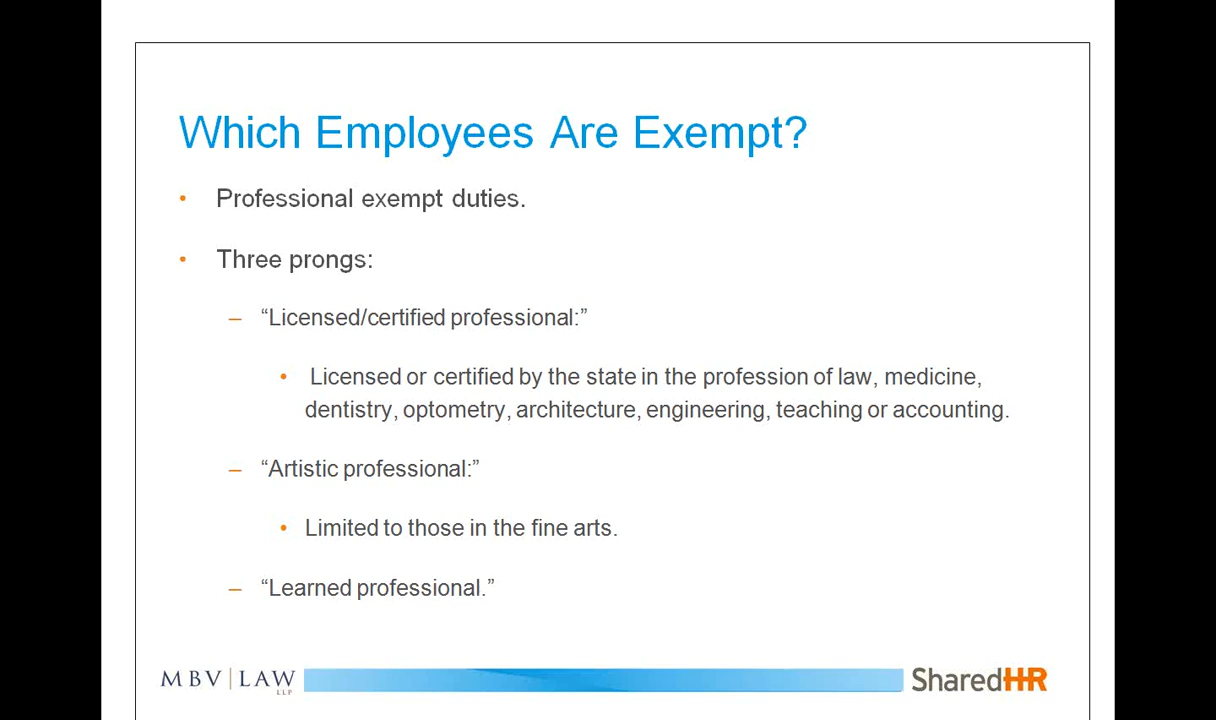 Which Employees Are Exempt?
• Professional exempt duties.
• Three prongs:
– “Licensed/certified professional:”
• Licensed or certified by the state in the profession of law, medicine,
dentistry, optometry, architecture, engineering, teaching or accounting.
– “Artistic professional:”
• Limited to those in the fine arts.
– “Learned professional.”
MBV | LAW LLP
SharedHR